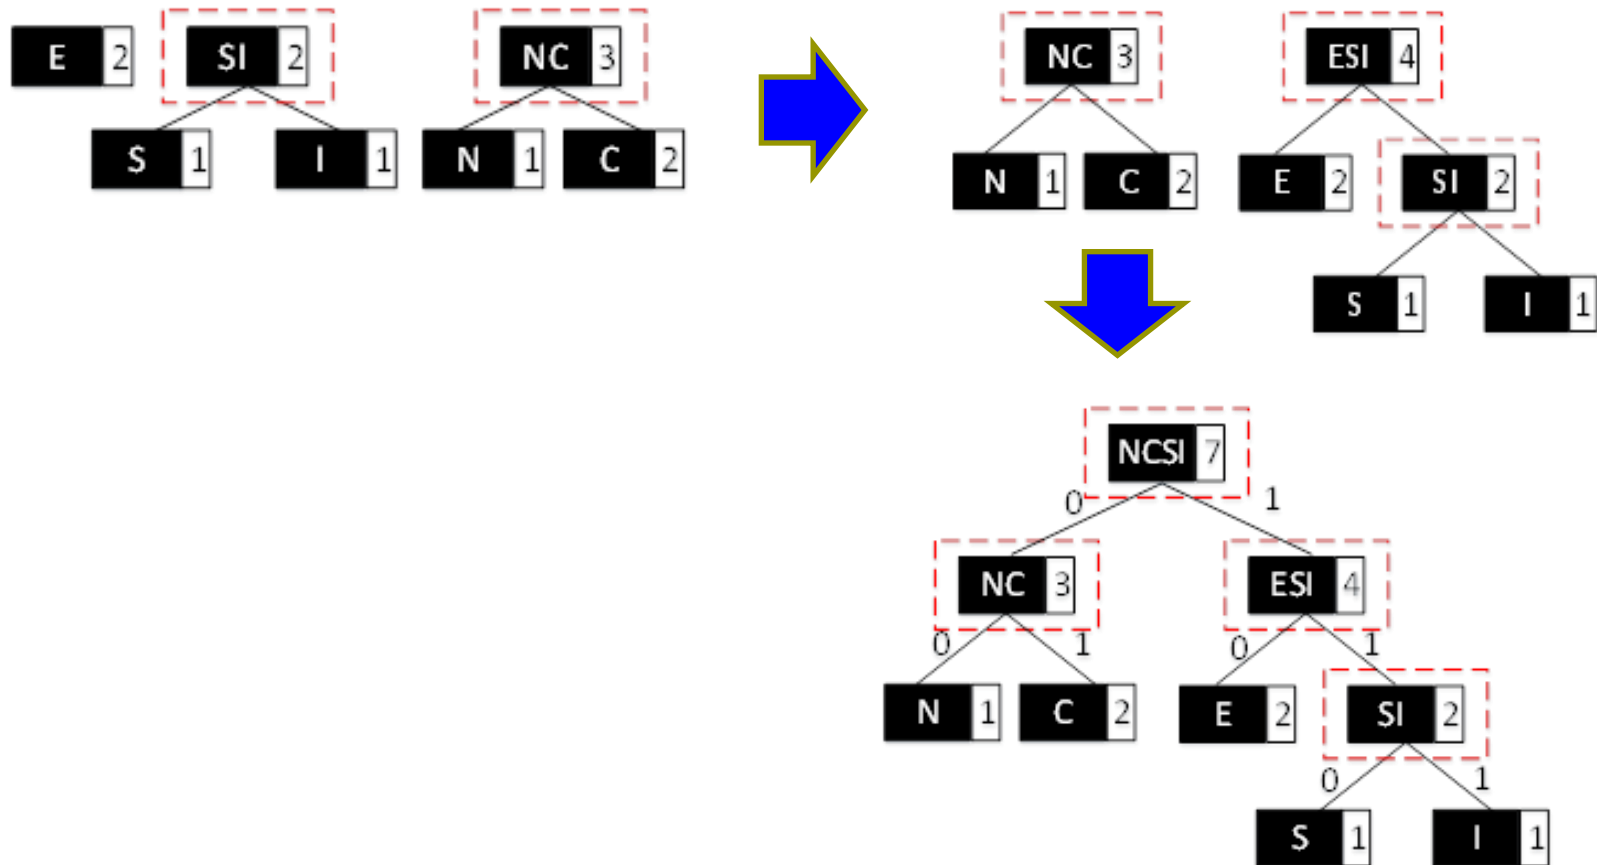 E 2 SI 2 NC 3
S 1 I 1 N 1 C 2
NC 3 ESI 4
N 1 C 2 E 2 SI 2
S 1 I 1
NCSI 7
0 1
NC 3 ESI 4
0 1 0 1
N 1 C 2 E 2 SI 2
0 1
S 1 I 1